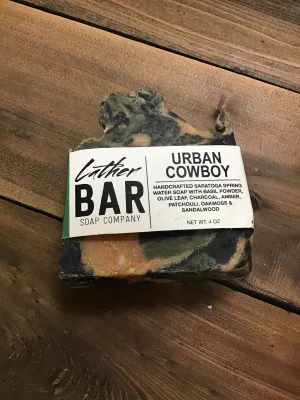 Lather
BAR
SOAP COMPANY
URBAN
COWBOY
HANDCRAFTED SARATOGA SPRING
WATER SOAP WITH BASIL POWDER,
OLIVE LEAF, CHARCOAL, AMBER,
PATCHOULI, OAKMOSS &
SANDALWOOD
NET WT. 4 OZ